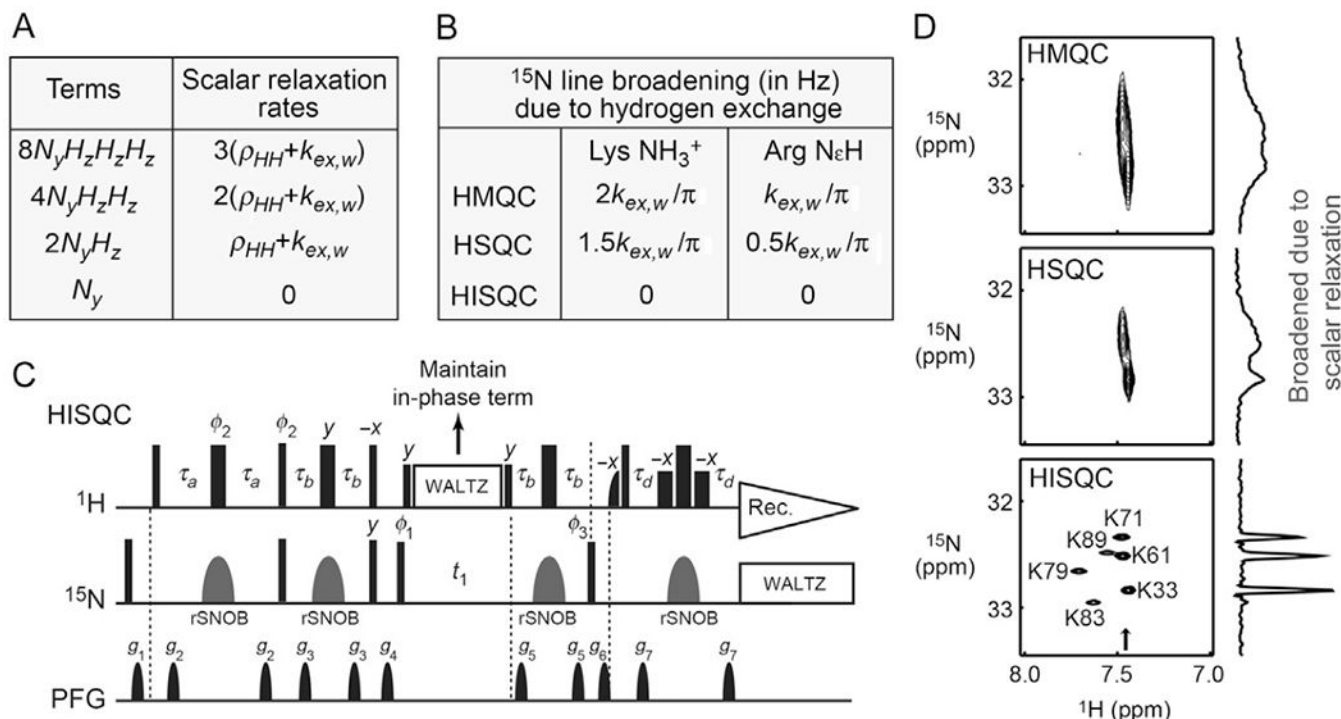 A
Terms Scalar relaxation rates
8NyHzHzHz 3(ρHH+kex,w)
4NyHzHz 2(ρHH+kex,w)
2NyHz ρHH+kex,w
Ny 0
B
15N line broadening (in Hz)
due to hydrogen exchange
Lys NH3+ Arg NεH
HMQC 2kex,w/π kex,w/π
HSQC 1.5kex,w/π 0.5kex,w/π
HISQC 0 0
C
HISQC
Maintain
in-phase term
ϕ2 ϕ2 y −x y y −x −x −x
τa τa τb τb WALTZ τb τb τd τd
1H Rec.
y ϕ1 ϕ3
15N t1 WALTZ
rSNOB rSNOB rSNOB rSNOB
g1 g2 g2 g3 g3 g4 g5 g5 g6 g7 g7
PFG
D
HMQC
32
15N
(ppm)
33
HSQC
32
15N
(ppm)
33
HISQC
32
15N
(ppm)
33
K71
K89
K61
K79
K33
K83
8.0 7.5 7.0
1H (ppm)
Broadened due to
scalar relaxation